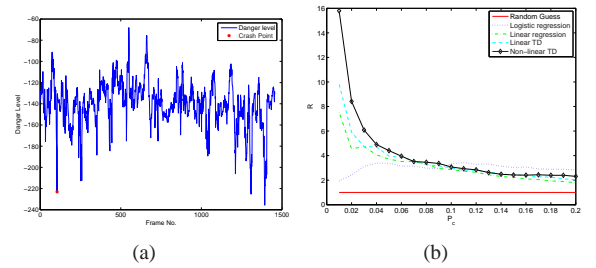 Danger level
Crash Point
−60
−80
−100
−120
−140
−160
−180
−200
−220
−240
Danger Level
0
500
1000
1500
Frame No.
(a)
Random Guess
Logistic regression
Linear regression
Linear TD
Non−linear TD
16
14
12
10
8
6
4
2
0
R
0
0.02
0.04
0.06
0.08
0.1
0.12
0.14
0.16
0.18
0.2
P_c
(b)